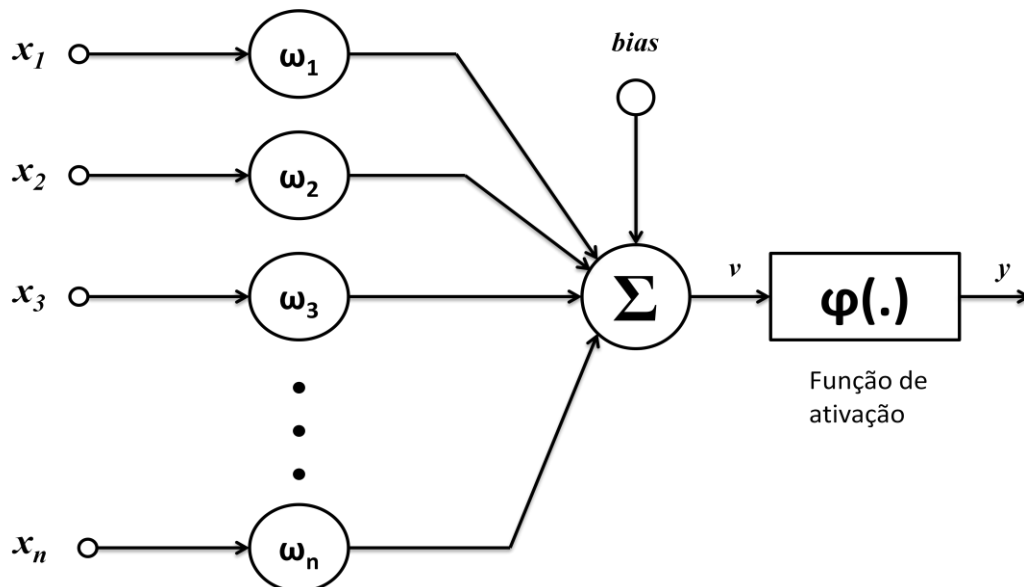 x₁
ω₁
bias
x₂
ω₂
x₃
ω₃
Σ
v
φ(.)
y
Função de
ativação
xₙ
ωₙ